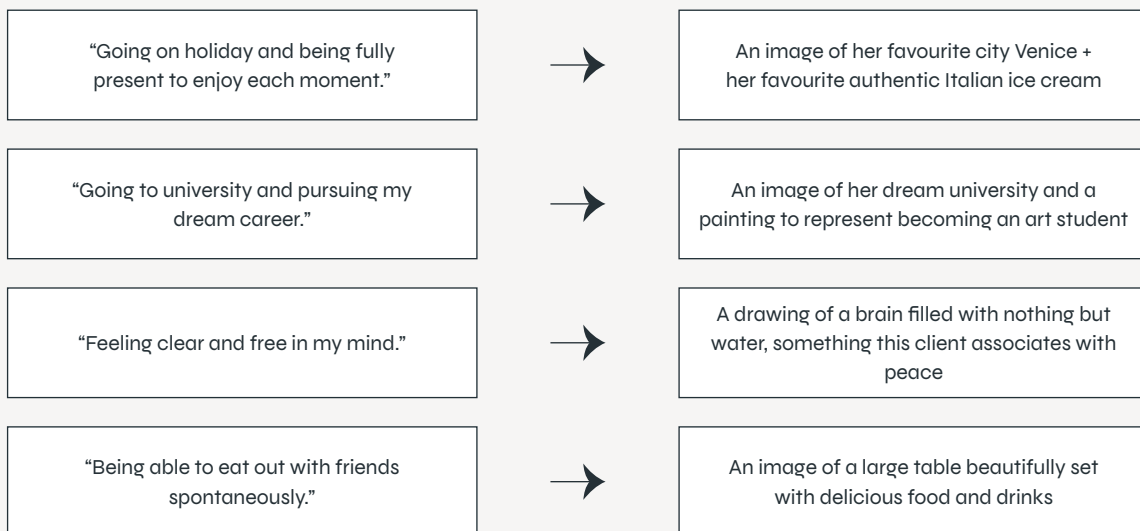 “Going on holiday and being fully
present to enjoy each moment.”
An image of her favourite city Venice +
her favourite authentic Italian ice cream
“Going to university and pursuing my
dream career.”
An image of her dream university and a
painting to represent becoming an art student
“Feeling clear and free in my mind.”
A drawing of a brain filled with nothing but
water, something this client associates with
peace
“Being able to eat out with friends
spontaneously.”
An image of a large table beautifully set
with delicious food and drinks